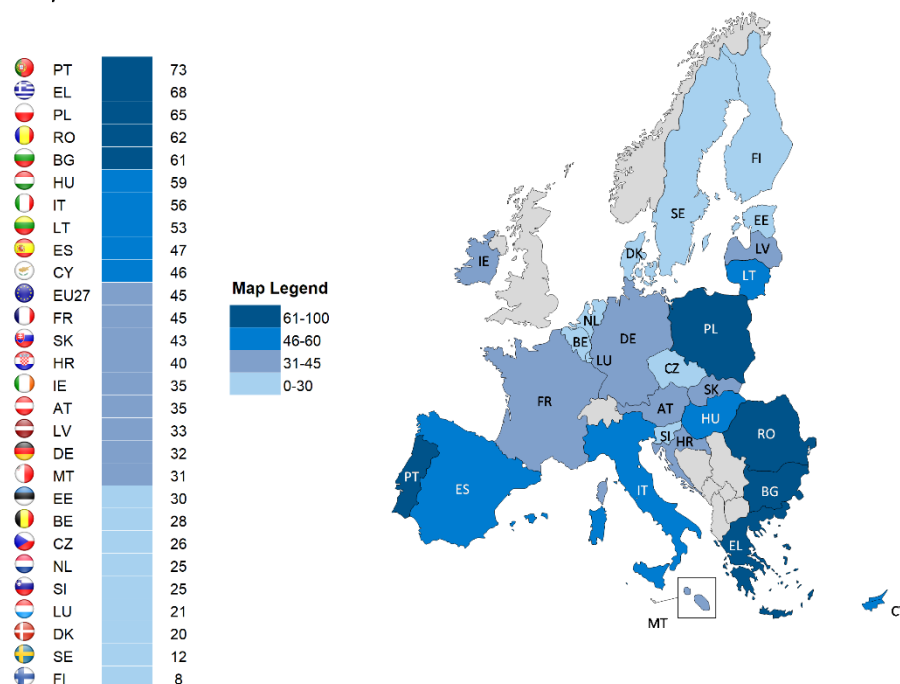 PT 73
EL 68
PL 65
RO 62
BG 61
HU 59
IT 56
LT 53
ES 47
CY 46
EU27 45
FR 45
SK 43
HR 40
IE 35
AT 35
LV 33
DE 32
MT 31
EE 30
BE 28
CZ 26
NL 25
SI 25
LU 21
DK 20
SE 12
FI 8
Map Legend
61-100
46-60
31-45
0-30
FI
SE
EE
LV
LT
DK
IE
NL
BE
LU
DE
PL
CZ
SK
AT
HU
FR
SI
HR
RO
BG
IT
PT
ES
EL
MT
C